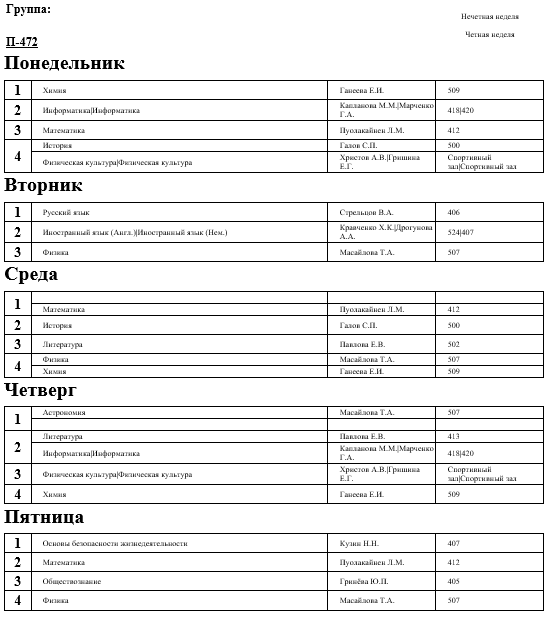 Группа:
Нечетная неделя
Четная неделя
П-472
Понедельник
1 Химия Ганеева Е.И. 509
2 Информатика|Информатика Капланова М.М.|Марченко Г.А. 418|420
3 Математика Пуолакайнен Л.М. 412
4 История Галов С.П. 500
Физическая культура|Физическая культура Христов А.В.|Гришина Е.Г. Спортивный зал|Спортивный зал
Вторник
1 Русский язык Стрельцов В.А. 406
2 Иностранный язык (Англ.)|Иностранный язык (Нем.) Кравченко Х.К.|Дрогунова А.А. 524|407
3 Физика Масайлова Т.А. 507
Среда
1
Математика Пуолакайнен Л.М. 412
2 История Галов С.П. 500
3 Литература Павлова Е.В. 502
4 Физика Масайлова Т.А. 507
Химия Ганеева Е.И. 509
Четверг
1 Астрономия Масайлова Т.А. 507
2 Литература Павлова Е.В. 413
Информатика|Информатика Капланова М.М.|Марченко Г.А. 418|420
3 Физическая культура|Физическая культура Христов А.В.|Гришина Е.Г. Спортивный зал|Спортивный зал
4 Химия Ганеева Е.И. 509
Пятница
1 Основы безопасности жизнедеятельности Кузин Н.Н. 407
2 Математика Пуолакайнен Л.М. 412
3 Обществознание Гринёва Ю.П. 405
4 Физика Масайлова Т.А. 507